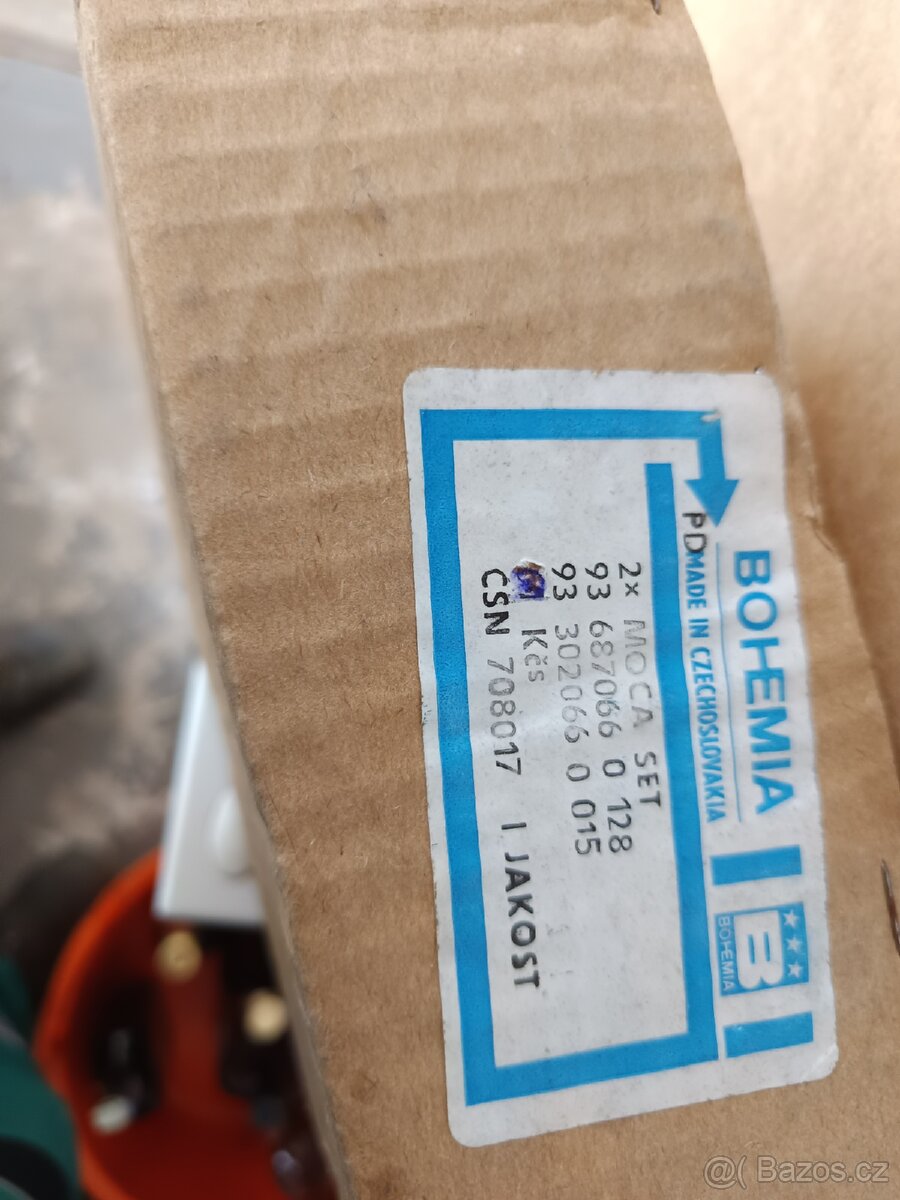 BOHEMIA
B
BOHEMIA
PD MADE IN CZECHOSLOVAKIA
2x MOCA SET
93 687066 0 128
93 302066 0 015
Kčs
ČSN 708017 I JAKOST
@( Bazos.cz